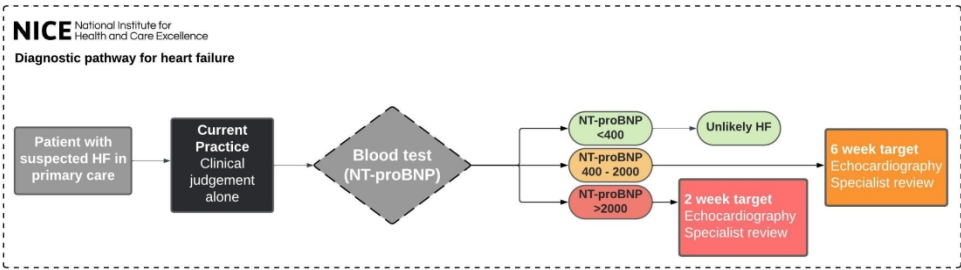 NICE National Institute for
Health and Care Excellence
Diagnostic pathway for heart failure
Patient with
suspected HF in
primary care
Current
Practice
Clinical
judgement
alone
Blood test
(NT-proBNP)
NT-proBNP
<400
Unlikely HF
NT-proBNP
400 - 2000
NT-proBNP
>2000
2 week target
Echocardiography
Specialist review
6 week target
Echocardiography
Specialist review